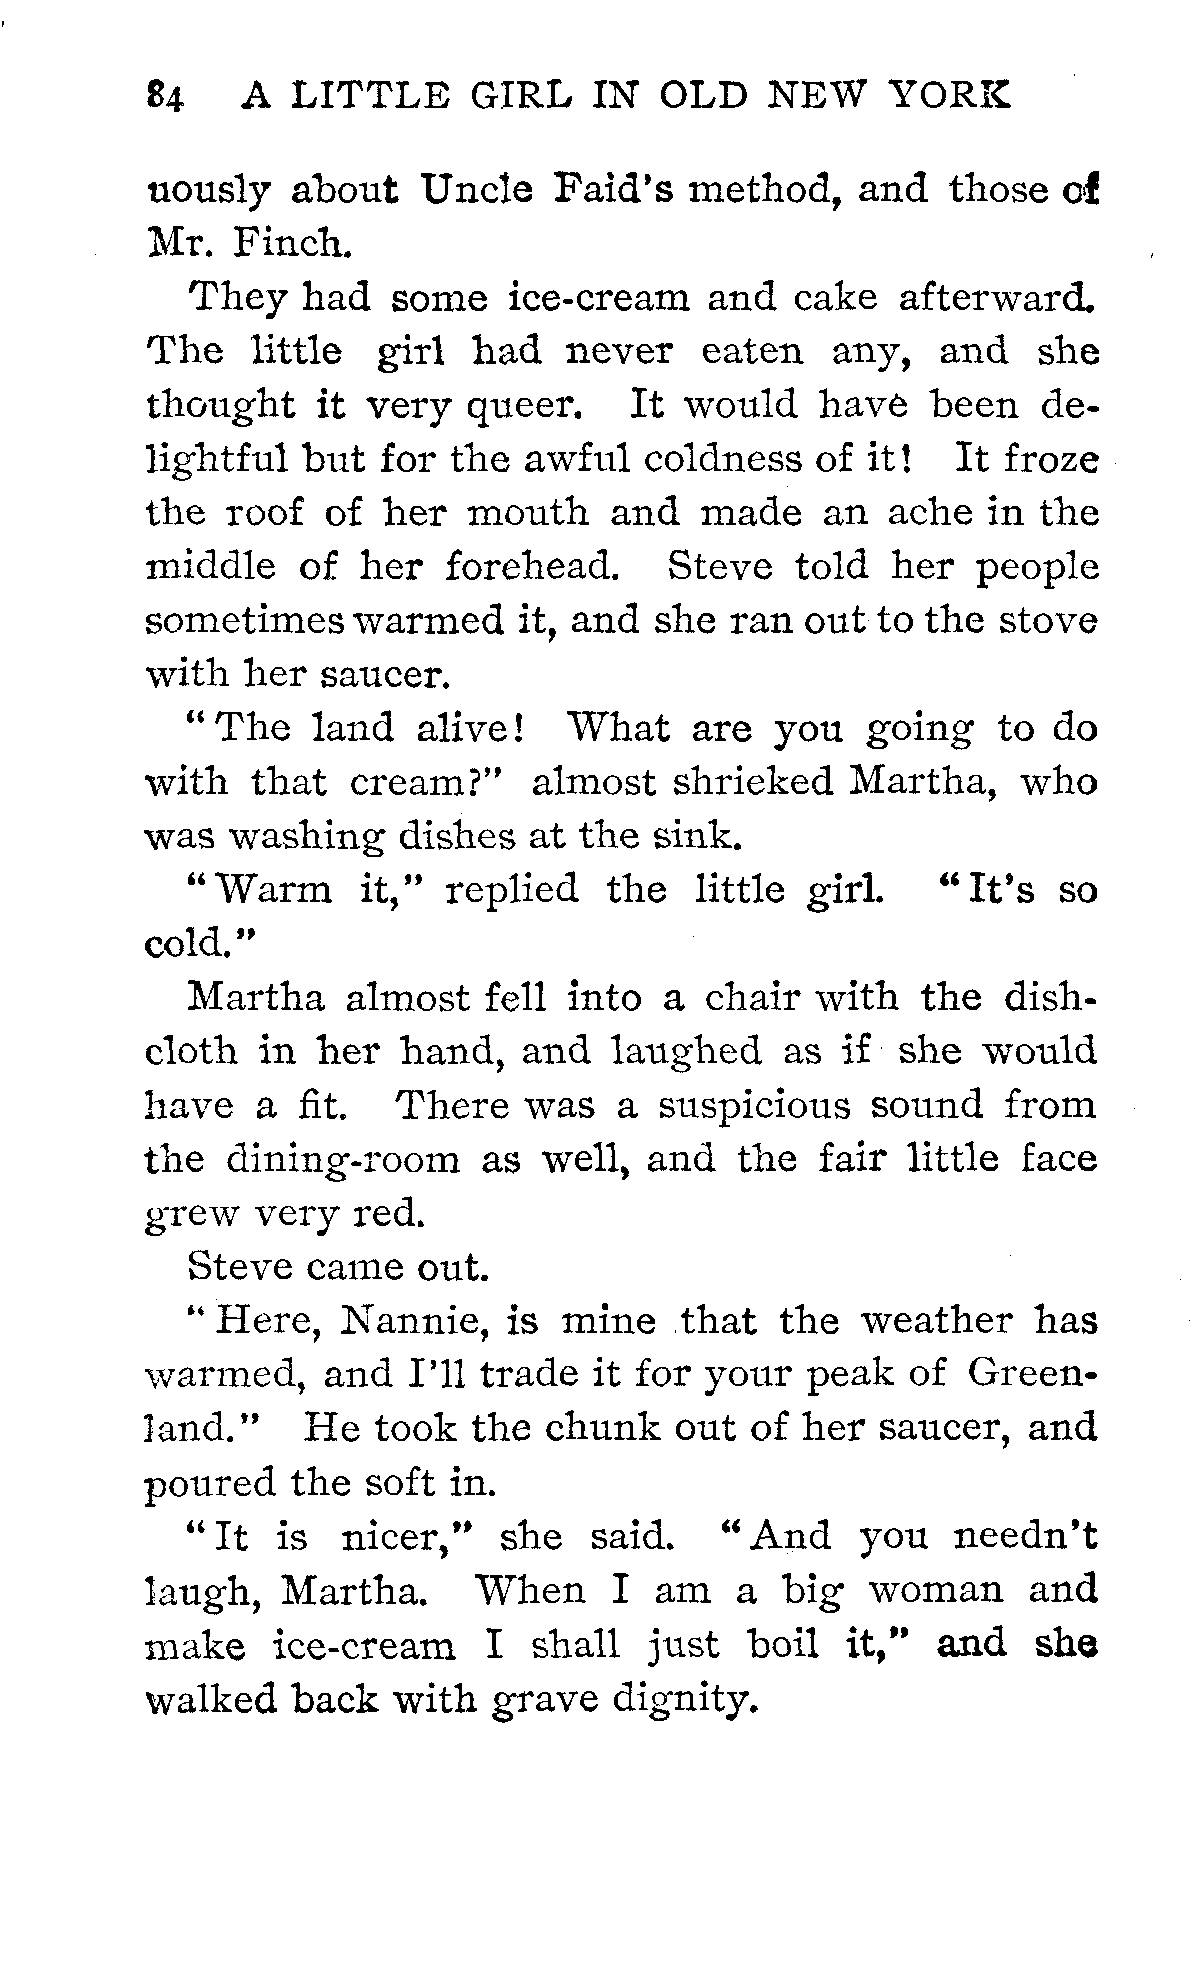 84 A LITTLE GIRL IN OLD NEW YORK
uously about Uncle Faid's method, and those of
Mr. Finch.
They had some ice-cream and cake afterward.
The little girl had never eaten any, and she
thought it very queer. It would have been de-
lightful but for the awful coldness of it! It froze
the roof of her mouth and made an ache in the
middle of her forehead. Steve told her people
sometimes warmed it, and she ran out to the stove
with her saucer.
"The land alive! What are you going to do
with that cream?" almost shrieked Martha, who
was washing dishes at the sink.
"Warm it," replied the little girl. "It's so
cold."
Martha almost fell into a chair with the dish-
cloth in her hand, and laughed as if she would
have a fit. There was a suspicious sound from
the dining-room as well, and the fair little face
grew very red.
Steve came out.
"Here, Nannie, is mine that the weather has
warmed, and I'll trade it for your peak of Green-
land." He took the chunk out of her saucer, and
poured the soft in.
"It is nicer," she said. "And you needn't
laugh, Martha. When I am a big woman and
make ice-cream I shall just boil it," and she
walked back with grave dignity.